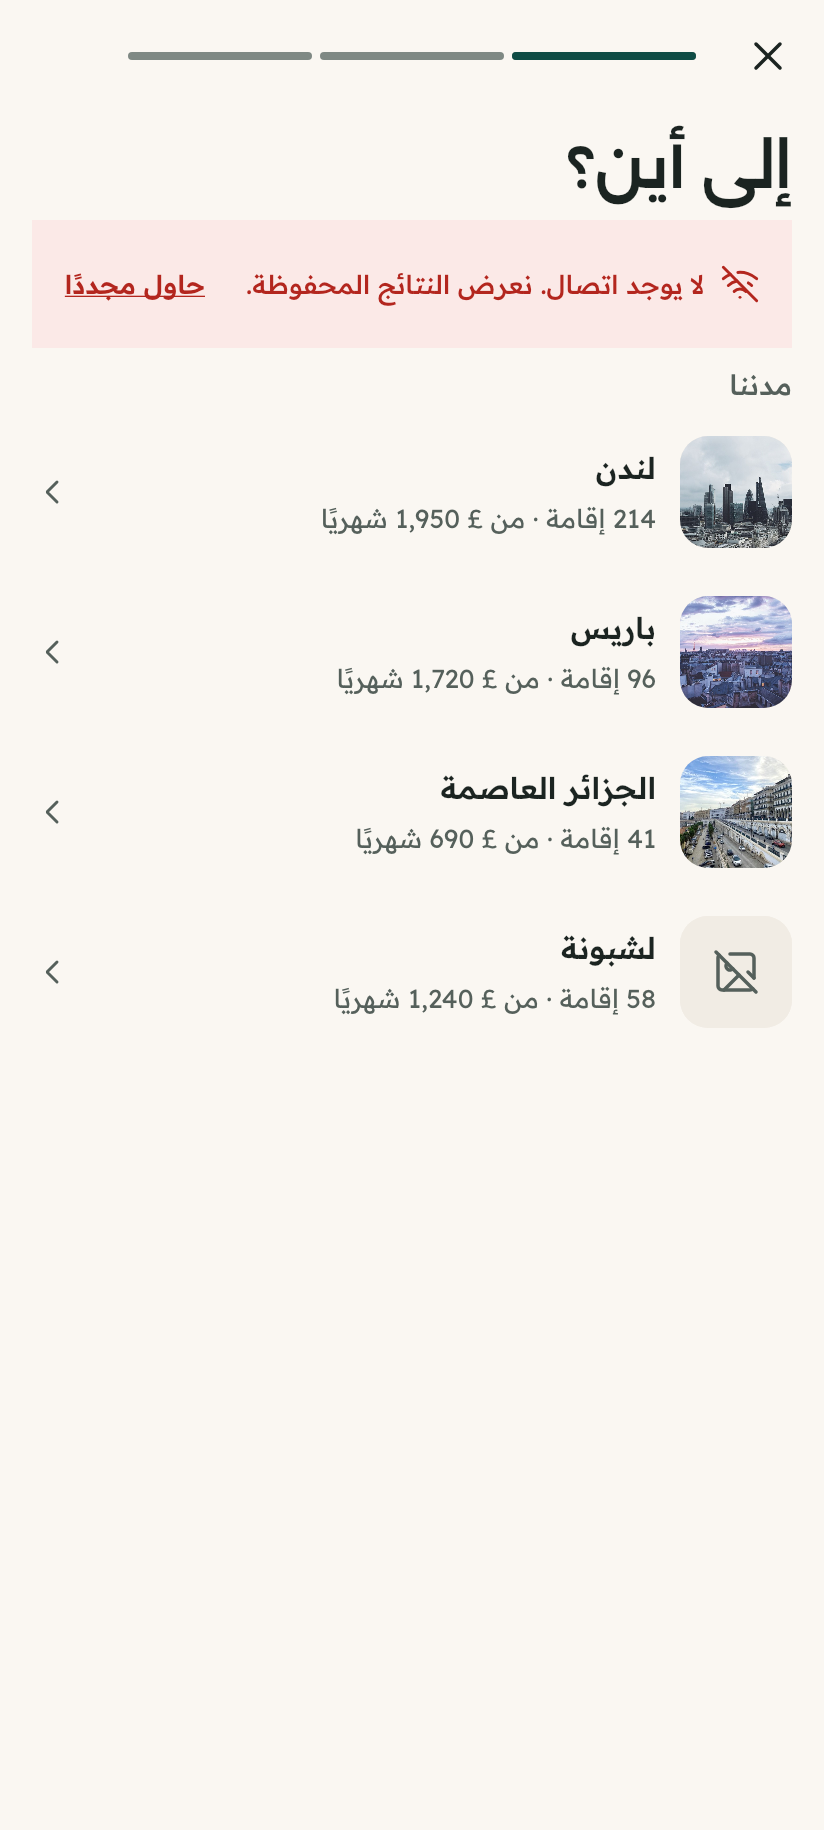 إلى أين؟
لا يوجد اتصال. نعرض النتائج المحفوظة. حاول مجددًا
مدننا
لندن
214 إقامة · من £ 1,950 شهريًا
باريس
96 إقامة · من £ 1,720 شهريًا
الجزائر العاصمة
41 إقامة · من £ 690 شهريًا
لشبونة
58 إقامة · من £ 1,240 شهريًا